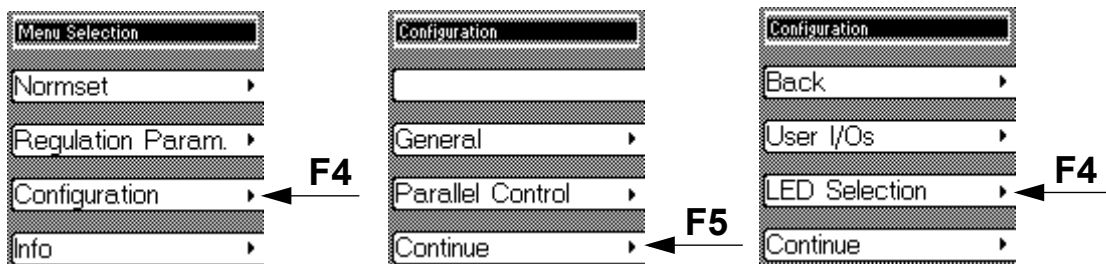 Menu Selection
Normset
Regulation Param.
Configuration
Info
F4
Configuration
General
Parallel Control
Continue
F5
Configuration
Back
User I/Os
LED Selection
Continue
F4